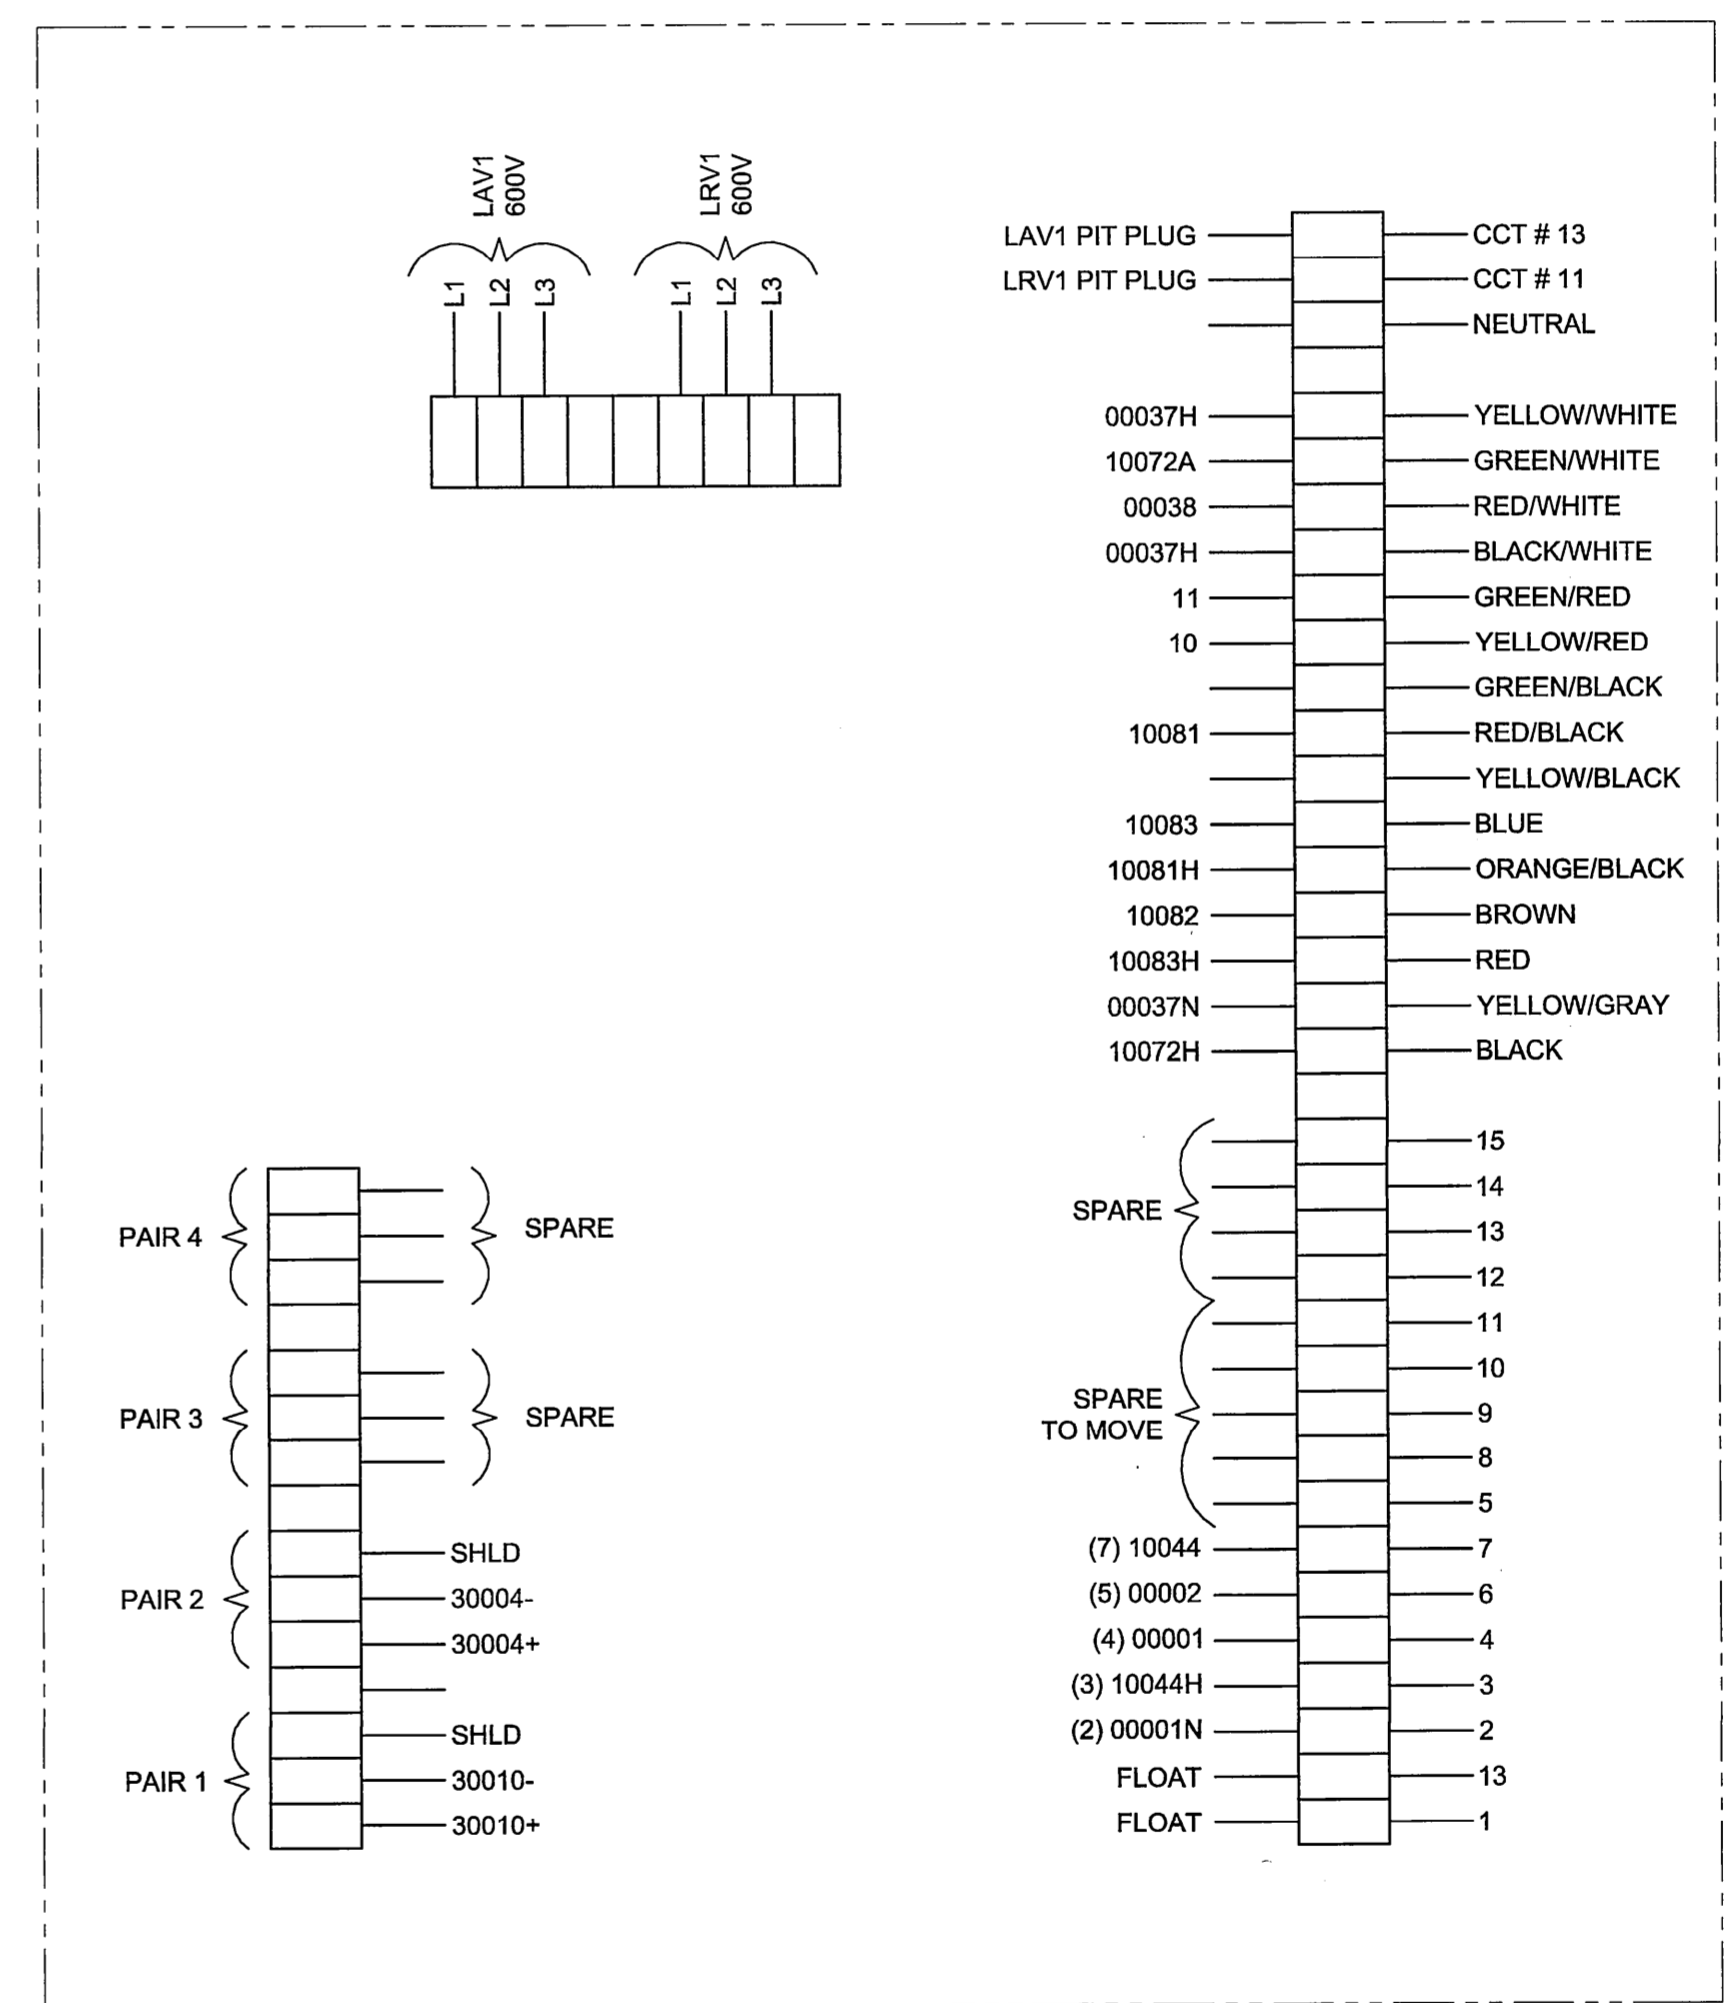 LAV1
600V
LRV1
600V
L1
L2
L3
L1
L2
L3
LAV1 PIT PLUG CCT # 13
LRV1 PIT PLUG CCT # 11
NEUTRAL
00037H YELLOW/WHITE
10072A GREEN/WHITE
00038 RED/WHITE
00037H BLACK/WHITE
11 GREEN/RED
10 YELLOW/RED
GREEN/BLACK
10081 RED/BLACK
YELLOW/BLACK
10083 BLUE
10081H ORANGE/BLACK
10082 BROWN
10083H RED
00037N YELLOW/GRAY
10072H BLACK
SPARE
15
14
13
12
SPARE
TO MOVE
11
10
9
8
5
(7) 10044 7
(5) 00002 6
(4) 00001 4
(3) 10044H 3
(2) 00001N 2
FLOAT 13
FLOAT 1
PAIR 4 SPARE
PAIR 3 SPARE
PAIR 2
SHLD
30004-
30004+
PAIR 1
SHLD
30010-
30010+